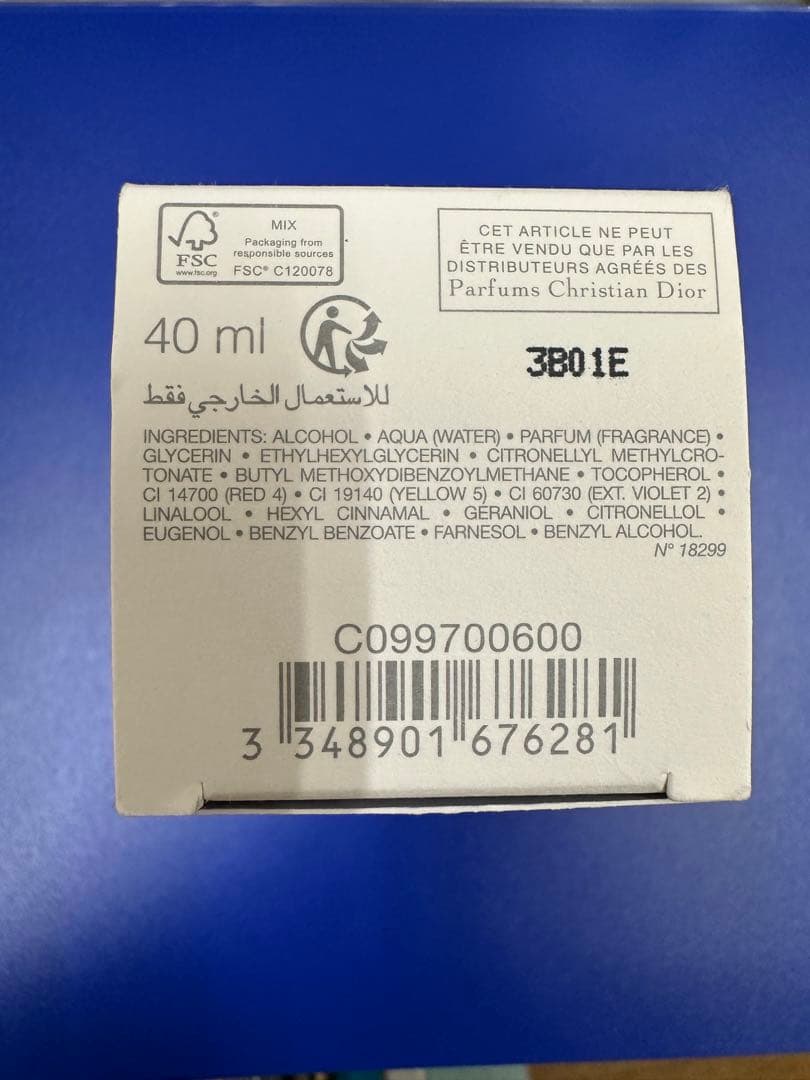 FSC®
www.fsc.org
MIX
Packaging from
responsible sources
FSC® C120078
CET ARTICLE NE PEUT
ÊTRE VENDU QUE PAR LES
DISTRIBUTEURS AGRÉÉS DES
Parfums Christian Dior
40 ml
3B01E
للاستعمال الخارجي فقط
INGREDIENTS: ALCOHOL • AQUA (WATER) • PARFUM (FRAGRANCE) •
GLYCERIN • ETHYLHEXYLGLYCERIN • CITRONELLYL METHYLCRO-
TONATE • BUTYL METHOXYDIBENZOYLMETHANE • TOCOPHEROL •
CI 14700 (RED 4) • CI 19140 (YELLOW 5) • CI 60730 (EXT. VIOLET 2) •
LINALOOL • HEXYL CINNAMAL • GERANIOL • CITRONELLOL •
EUGENOL • BENZYL BENZOATE • FARNESOL • BENZYL ALCOHOL.
N° 18299
C099700600
3 348901 676281